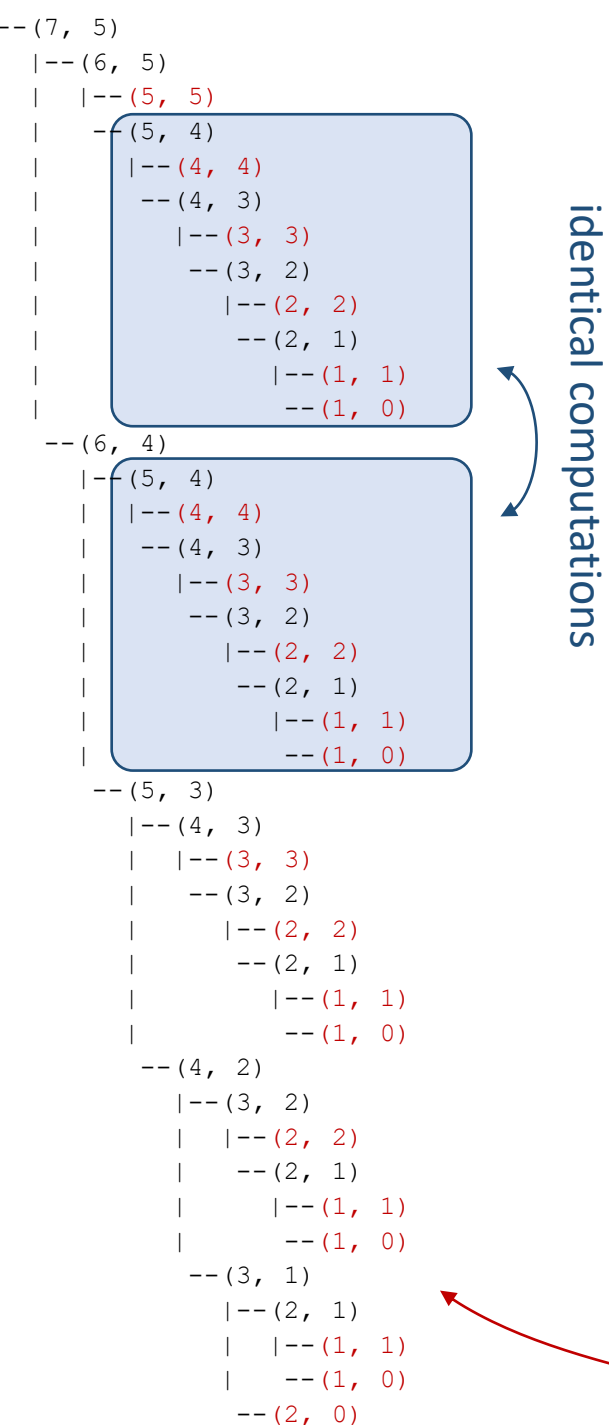 --(7, 5)
  |--(6, 5)
  |  |--(5, 5)
  |   --(5, 4)
  |     |--(4, 4)
  |      --(4, 3)
  |        |--(3, 3)
  |         --(3, 2)
  |           |--(2, 2)
  |            --(2, 1)
  |              |--(1, 1)
  |               --(1, 0)
   --(6, 4)
     |--(5, 4)
     |  |--(4, 4)
     |   --(4, 3)
     |     |--(3, 3)
     |      --(3, 2)
     |        |--(2, 2)
     |         --(2, 1)
     |           |--(1, 1)
     |            --(1, 0)
      --(5, 3)
        |--(4, 3)
        |  |--(3, 3)
        |   --(3, 2)
        |     |--(2, 2)
        |      --(2, 1)
        |        |--(1, 1)
        |         --(1, 0)
         --(4, 2)
           |--(3, 2)
           |  |--(2, 2)
           |   --(2, 1)
           |     |--(1, 1)
           |      --(1, 0)
            --(3, 1)
              |--(2, 1)
              |  |--(1, 1)
              |   --(1, 0)
               --(2, 0)
identical computations